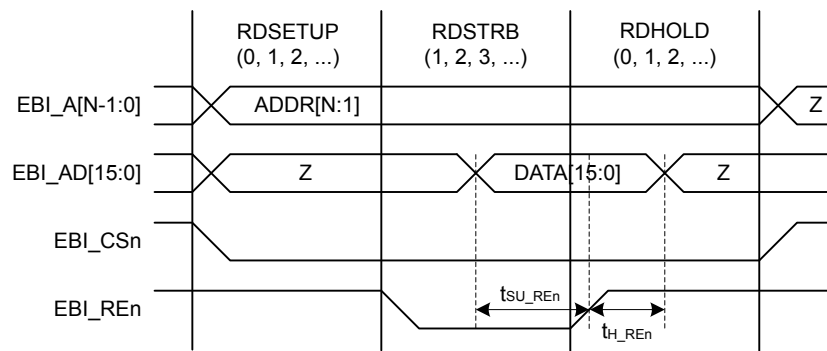 RDSETUP RDSTRB RDHOLD
(0, 1, 2, ...) (1, 2, 3, ...) (0, 1, 2, ...)
EBI_A[N-1:0] ADDR[N:1] Z
EBI_AD[15:0] Z DATA[15:0] Z
EBI_CSn
EBI_REn tSU_REn
tH_REn